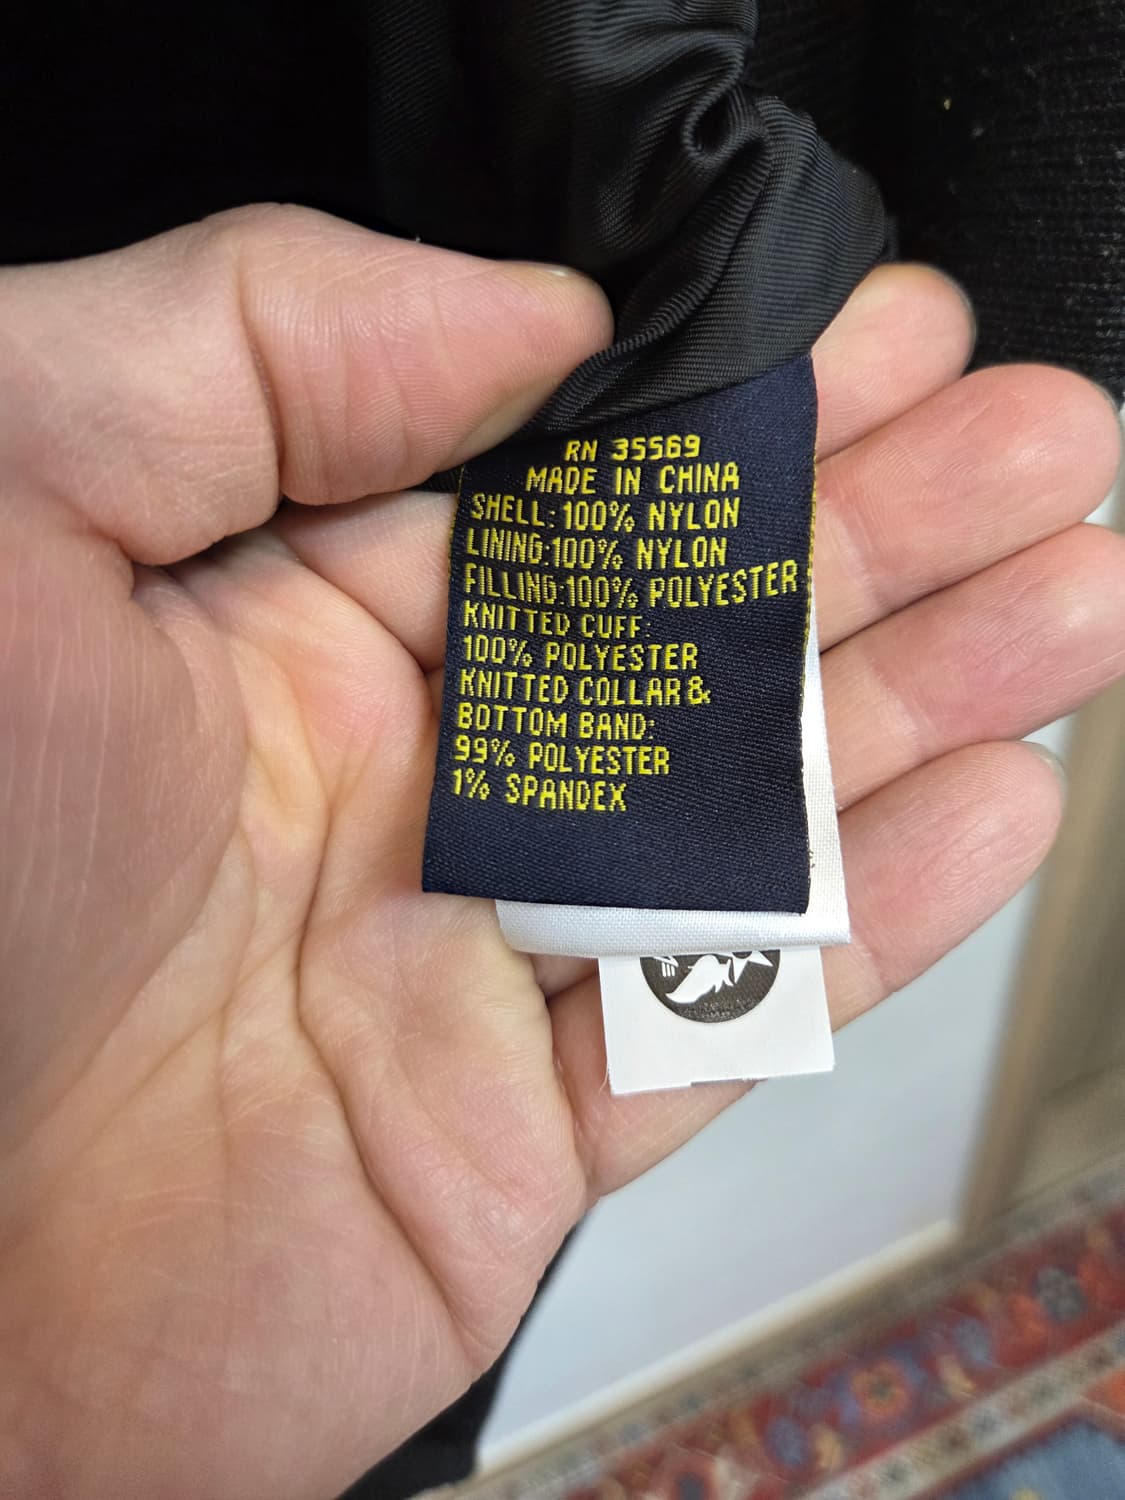 RN 35569
MADE IN CHINA
SHELL:100% NYLON
LINING:100% NYLON
FILLING:100% POLYESTER
KNITTED CUFF:
100% POLYESTER
KNITTED COLLAR &
BOTTOM BAND:
99% POLYESTER
1% SPANDEX